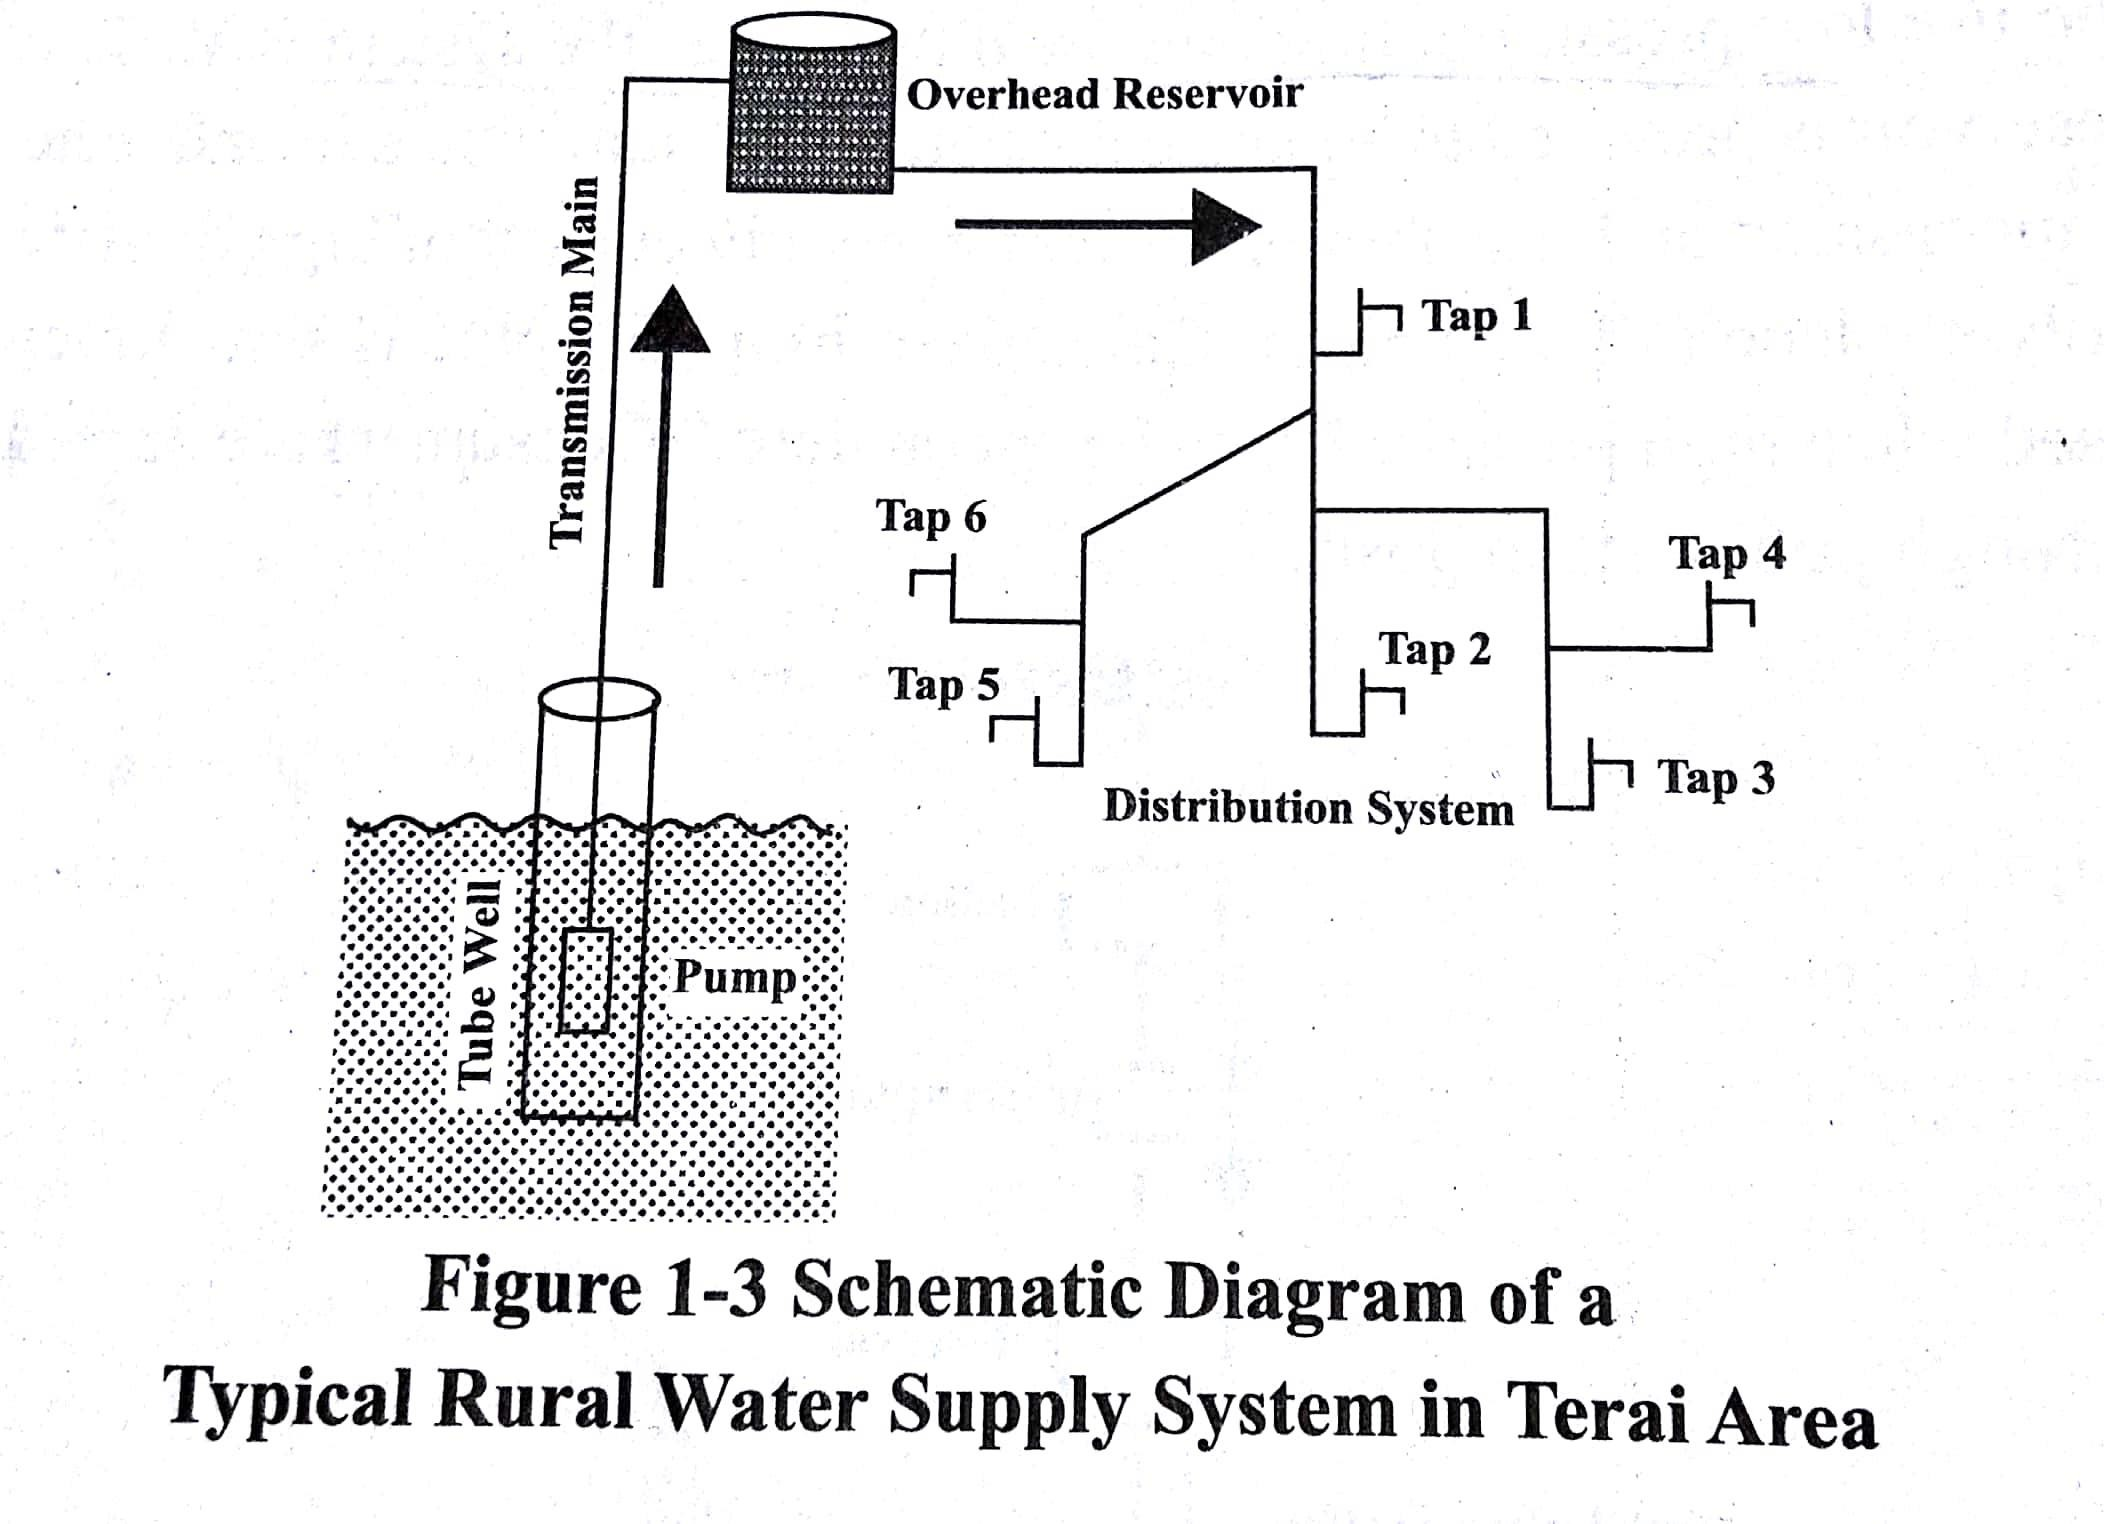 Overhead Reservoir
Transmission Main
Tap 1
Tap 6
Tap 4
Tap 2
Tap 5
Tap 3
Distribution System
Tube Well
Pump
Figure 1-3 Schematic Diagram of a
Typical Rural Water Supply System in Terai Area